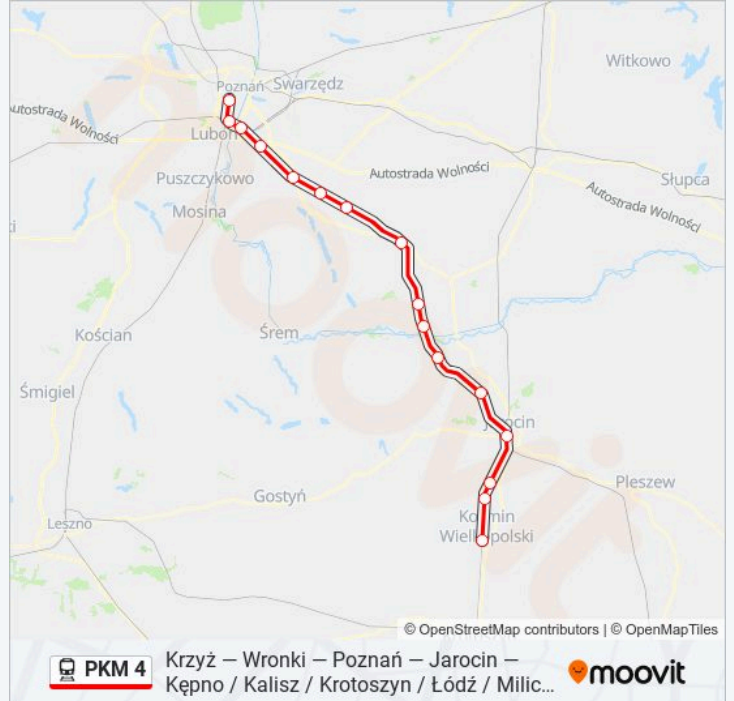 Witkowo
Poznań
Swarzędz
Autostrada Wolności
Luboń
Autostrada Wolności
Puszczykowo
Słupca
Autostrada Wolności
Mosina
Śrem
Kościan
Śmigiel
Jarocin
Pleszew
Gostyń
Koźmin
Wielkopolski
Leszno
moovit
© OpenStreetMap contributors | © OpenMapTiles
PKM 4
Krzyż — Wronki — Poznań — Jarocin —
Kępno / Kalisz / Krotoszyn / Łódź / Milic...
moovit